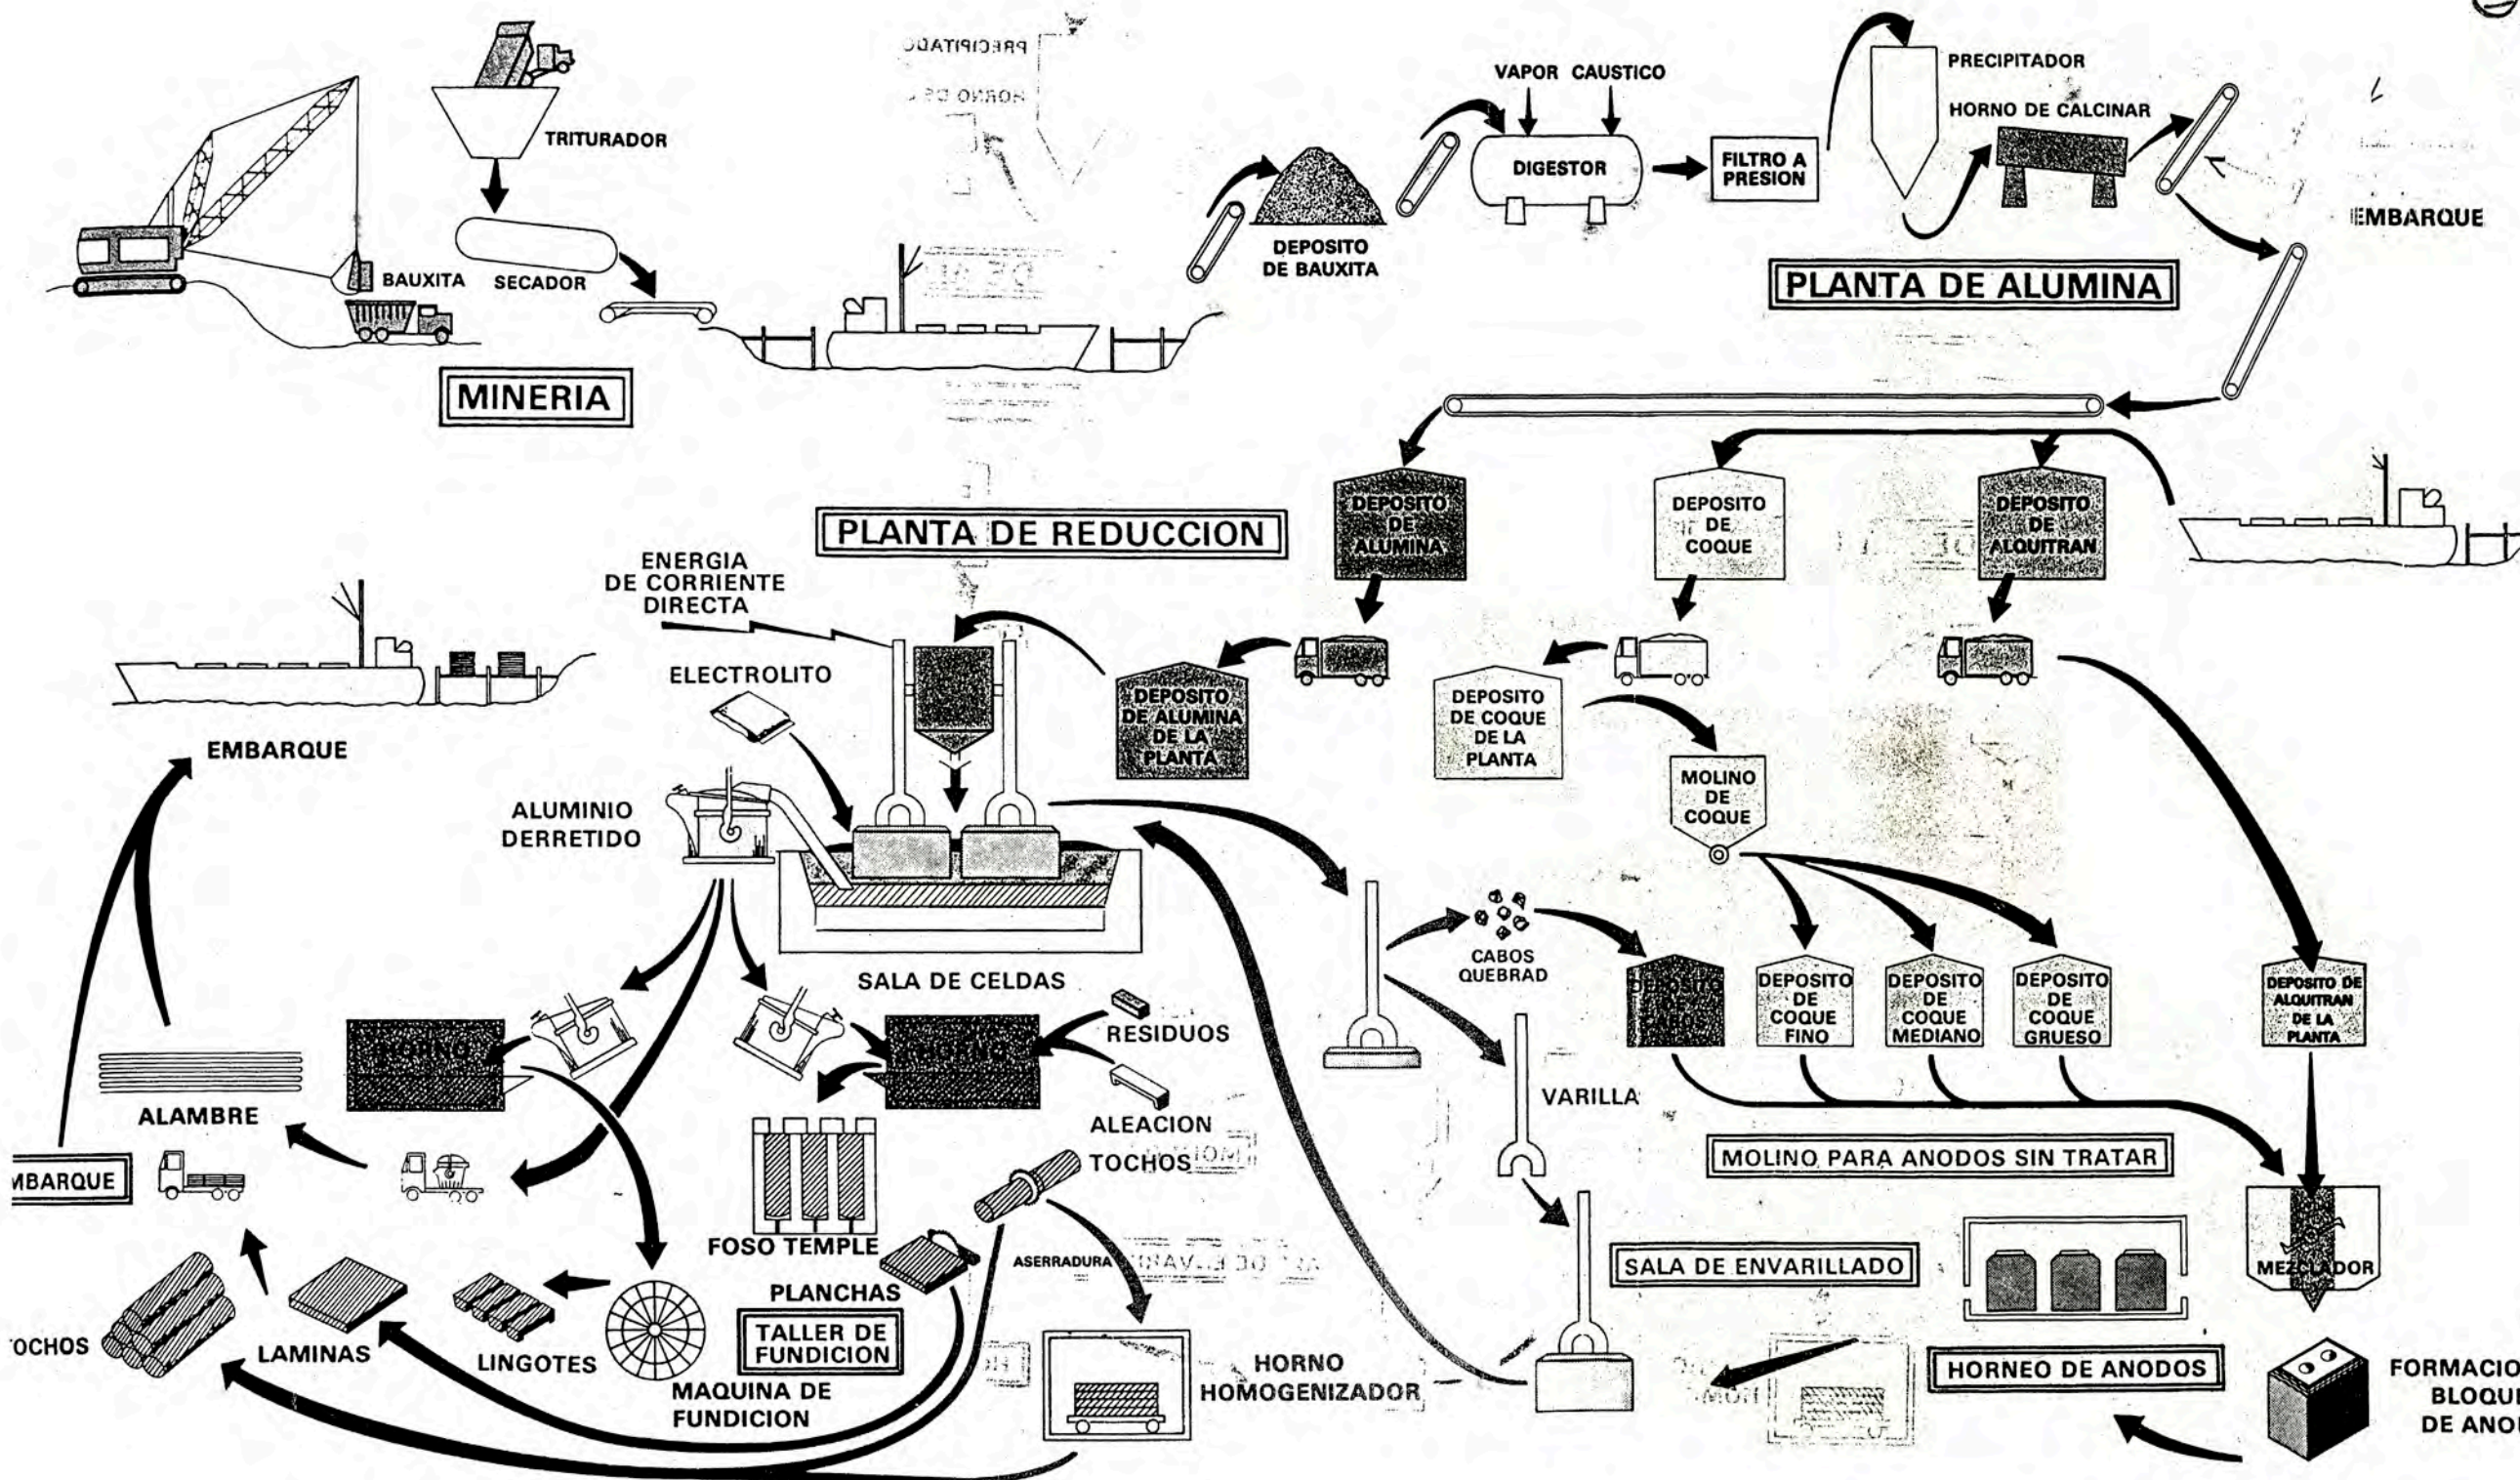 TRITURADOR
BAUXITA
SECADOR
MINERIA
DEPOSITO
DE BAUXITA
VAPOR CAUSTICO
DIGESTOR
FILTRO A
PRESION
PRECIPITADOR
HORNO DE CALCINAR
EMBARQUE
PLANTA DE ALUMINA
PLANTA DE REDUCCION
DEPOSITO
DE
ALUMINA
DEPOSITO
DE
COQUE
DEPOSITO
DE
ALQUITRAN
ENERGIA
DE CORRIENTE
DIRECTA
ELECTROLITO
DEPOSITO
DE ALUMINA
DE LA
PLANTA
DEPOSITO
DE COQUE
DE LA
PLANTA
MOLINO
DE
COQUE
EMBARQUE
ALUMINIO
DERRETIDO
SALA DE CELDAS
CABOS
QUEBRAD
DEPOSITO
DE
CABOS
DEPOSITO
DE
COQUE
FINO
DEPOSITO
DE
COQUE
MEDIANO
DEPOSITO
DE
COQUE
GRUESO
DEPOSITO DE
ALQUITRAN
DE LA
PLANTA
HORNO
HORNO
RESIDUOS
ALEACION
ALAMBRE
VARILLA
TOCHOS
MOLINO PARA ANODOS SIN TRATAR
MBARQUE
FOSO TEMPLE
ASERRADURA
SALA DE ENVARILLADO
MEZCLADOR
PLANCHAS
TALLER DE
FUNDICION
OCHOS
LAMINAS
LINGOTES
MAQUINA DE
FUNDICION
HORNO
HOMOGENIZADOR
HORNEO DE ANODOS
FORMACIO
BLOQU
DE ANO